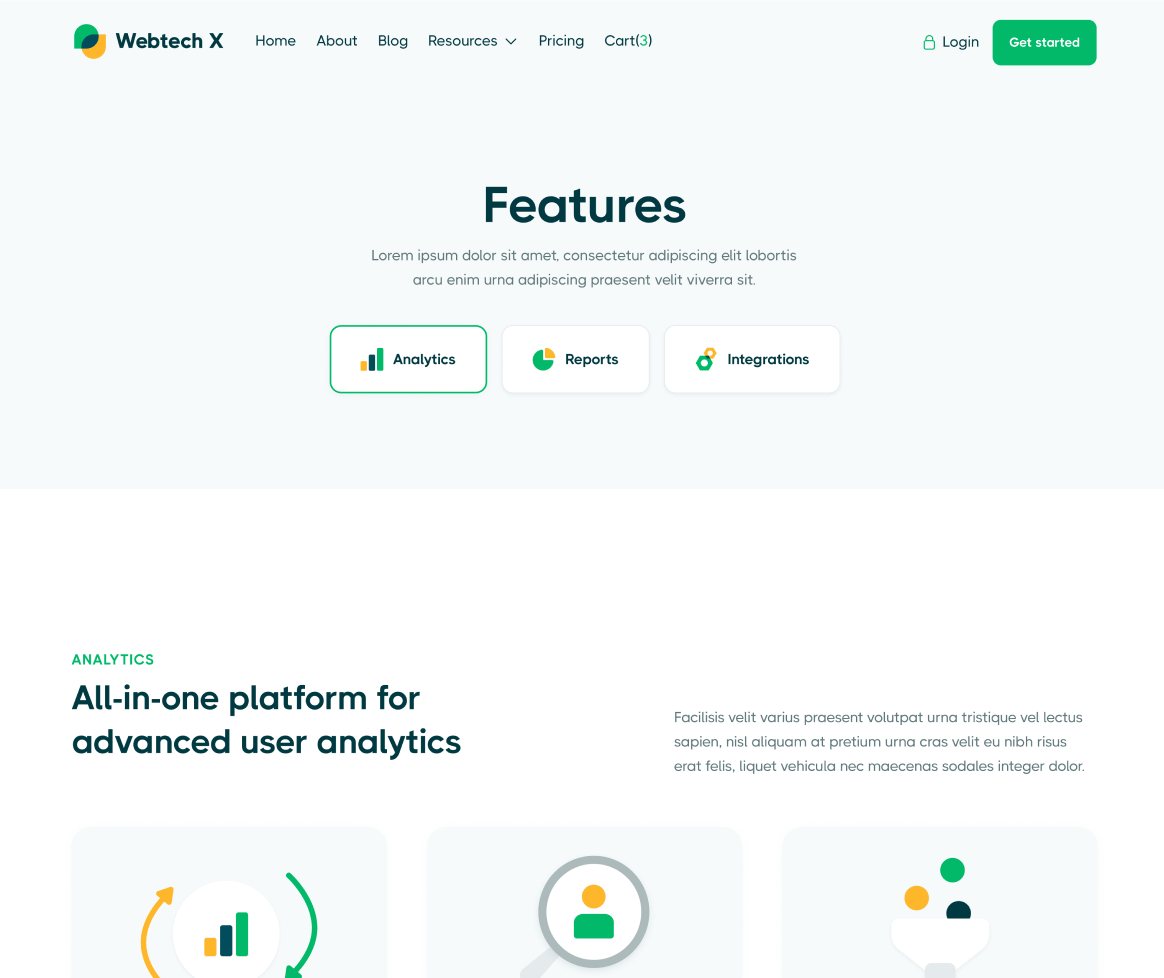 Webtech X
Home About Blog Resources Pricing Cart(3)
Login
Get started
Features
Lorem ipsum dolor sit amet, consectetur adipiscing elit lobortis
arcu enim urna adipiscing praesent velit viverra sit.
Analytics
Reports
Integrations
ANALYTICS
All-in-one platform for
advanced user analytics
Facilisis velit varius praesent volutpat urna tristique vel lectus
sapien, nisl aliquam at pretium urna cras velit eu nibh risus
erat felis, liquet vehicula nec maecenas sodales integer dolor.